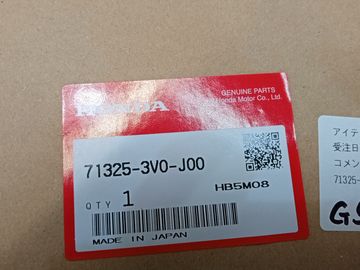 GENUINE PARTS
Honda Motor Co., Ltd.
HONDA
71325-3V0-J00
HB5M08
QTY 1
MADE IN JAPAN
アイテ
受注日
コメン
71325-
GS